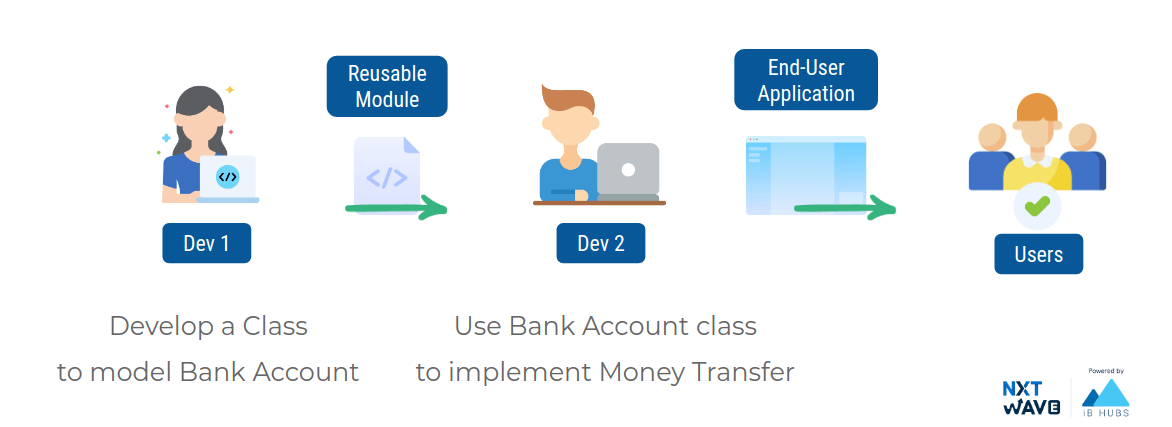 Reusable
Module
End-User
Application
</>
</>
Dev 1
Dev 2
Users
Develop a Class
to model Bank Account
Use Bank Account class
to implement Money Transfer
Powered by
NXT
WAVE
iB HUBS